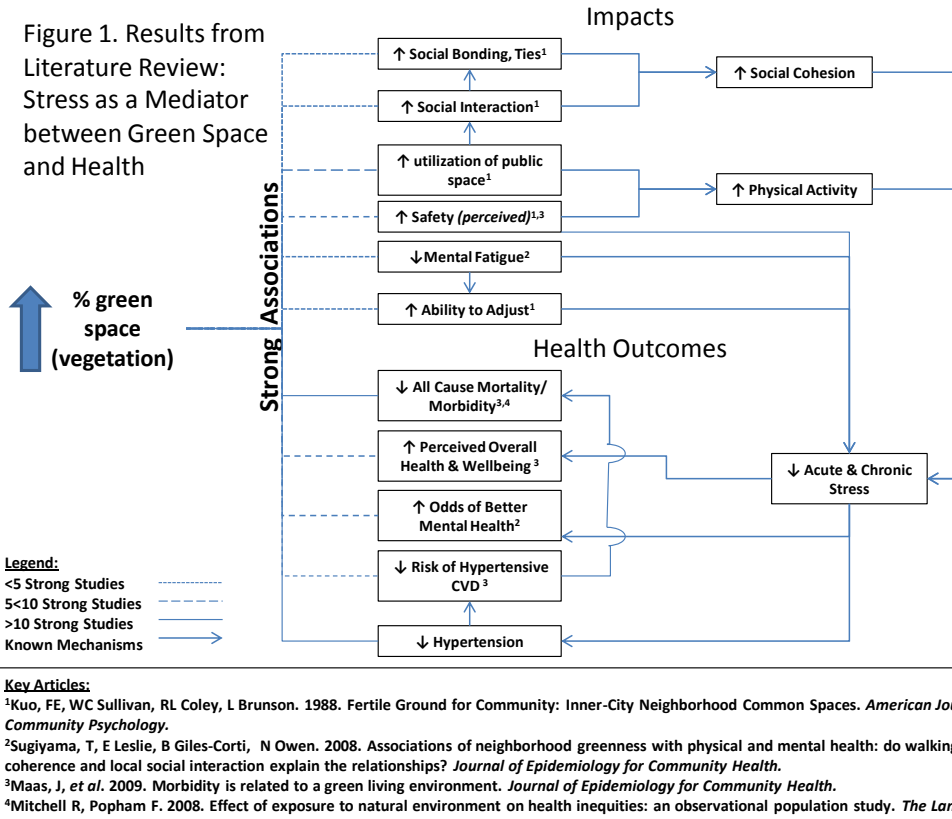 Figure 1. Results from
Literature Review:
Stress as a Mediator
between Green Space
and Health
Impacts
↑ Social Bonding, Ties¹
↑ Social Interaction¹
↑ utilization of public
space¹
↑ Safety (perceived)¹,³
↓Mental Fatigue²
↑ Ability to Adjust¹
↑ Social Cohesion
↑ Physical Activity
Strong Associations
% green
space
(vegetation)
Health Outcomes
↓ All Cause Mortality/
Morbidity³,⁴
↑ Perceived Overall
Health & Wellbeing ³
↑ Odds of Better
Mental Health²
↓ Risk of Hypertensive
CVD ³
↓ Hypertension
↓ Acute & Chronic
Stress
Legend:
<5 Strong Studies
5<10 Strong Studies
>10 Strong Studies
Known Mechanisms
Key Articles:
¹Kuo, FE, WC Sullivan, RL Coley, L Brunson. 1988. Fertile Ground for Community: Inner-City Neighborhood Common Spaces. American
Community Psychology.
²Sugiyama, T, E Leslie, B Giles-Corti, N Owen. 2008. Associations of neighborhood greenness with physical and mental health: do walking
coherence and local social interaction explain the relationships? Journal of Epidemiology for Community Health.
³Maas, J, et al. 2009. Morbidity is related to a green living environment. Journal of Epidemiology for Community Health.
⁴Mitchell R, Popham F. 2008. Effect of exposure to natural environment on health inequities: an observational population study. The